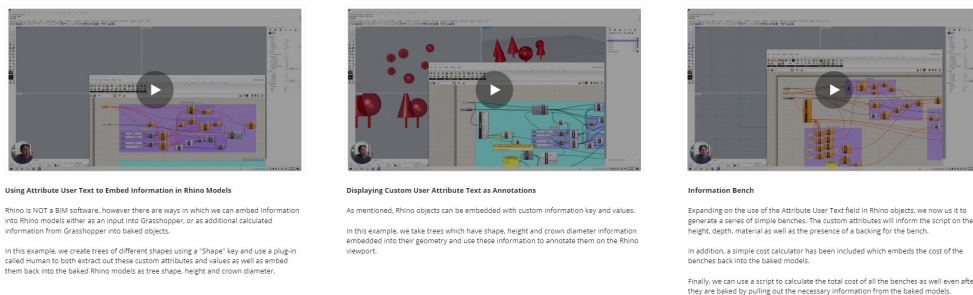 Using Attribute User Text to Embed Information in Rhino Models
Rhino is NOT a BIM software, however there are ways in which we can embed information
into Rhino models either as an input into Grasshopper, or as additional calculated
information from Grasshopper into baked objects.
In this example, we create trees of different shapes using a "Shape" key and use a plug-in
called Human to both extract out these custom attributes and values as well as embed
them back into the baked Rhino models as tree shape, height and crown diameter.
Displaying Custom User Attribute Text as Annotations
As mentioned, Rhino objects can be embedded with custom information key and values.
In this example, we take trees which have shape, height and crown diameter information
embedded into their geometry and use these information to annotate them on the Rhino
viewport.
Information Bench
Expanding on the use of the Attribute User Text field in Rhino objects, we now us it to
generate a series of simple benches. The custom attributes will inform the script on the
height, depth, material as well as the presence of a backing for the bench.
In addition, a simple cost calculator has been included which embeds the cost of the
benches back into the baked models.
Finally, we can use a script to calculate the total cost of all the benches as well even afte
they are baked by pulling out the necessary information from the baked models.